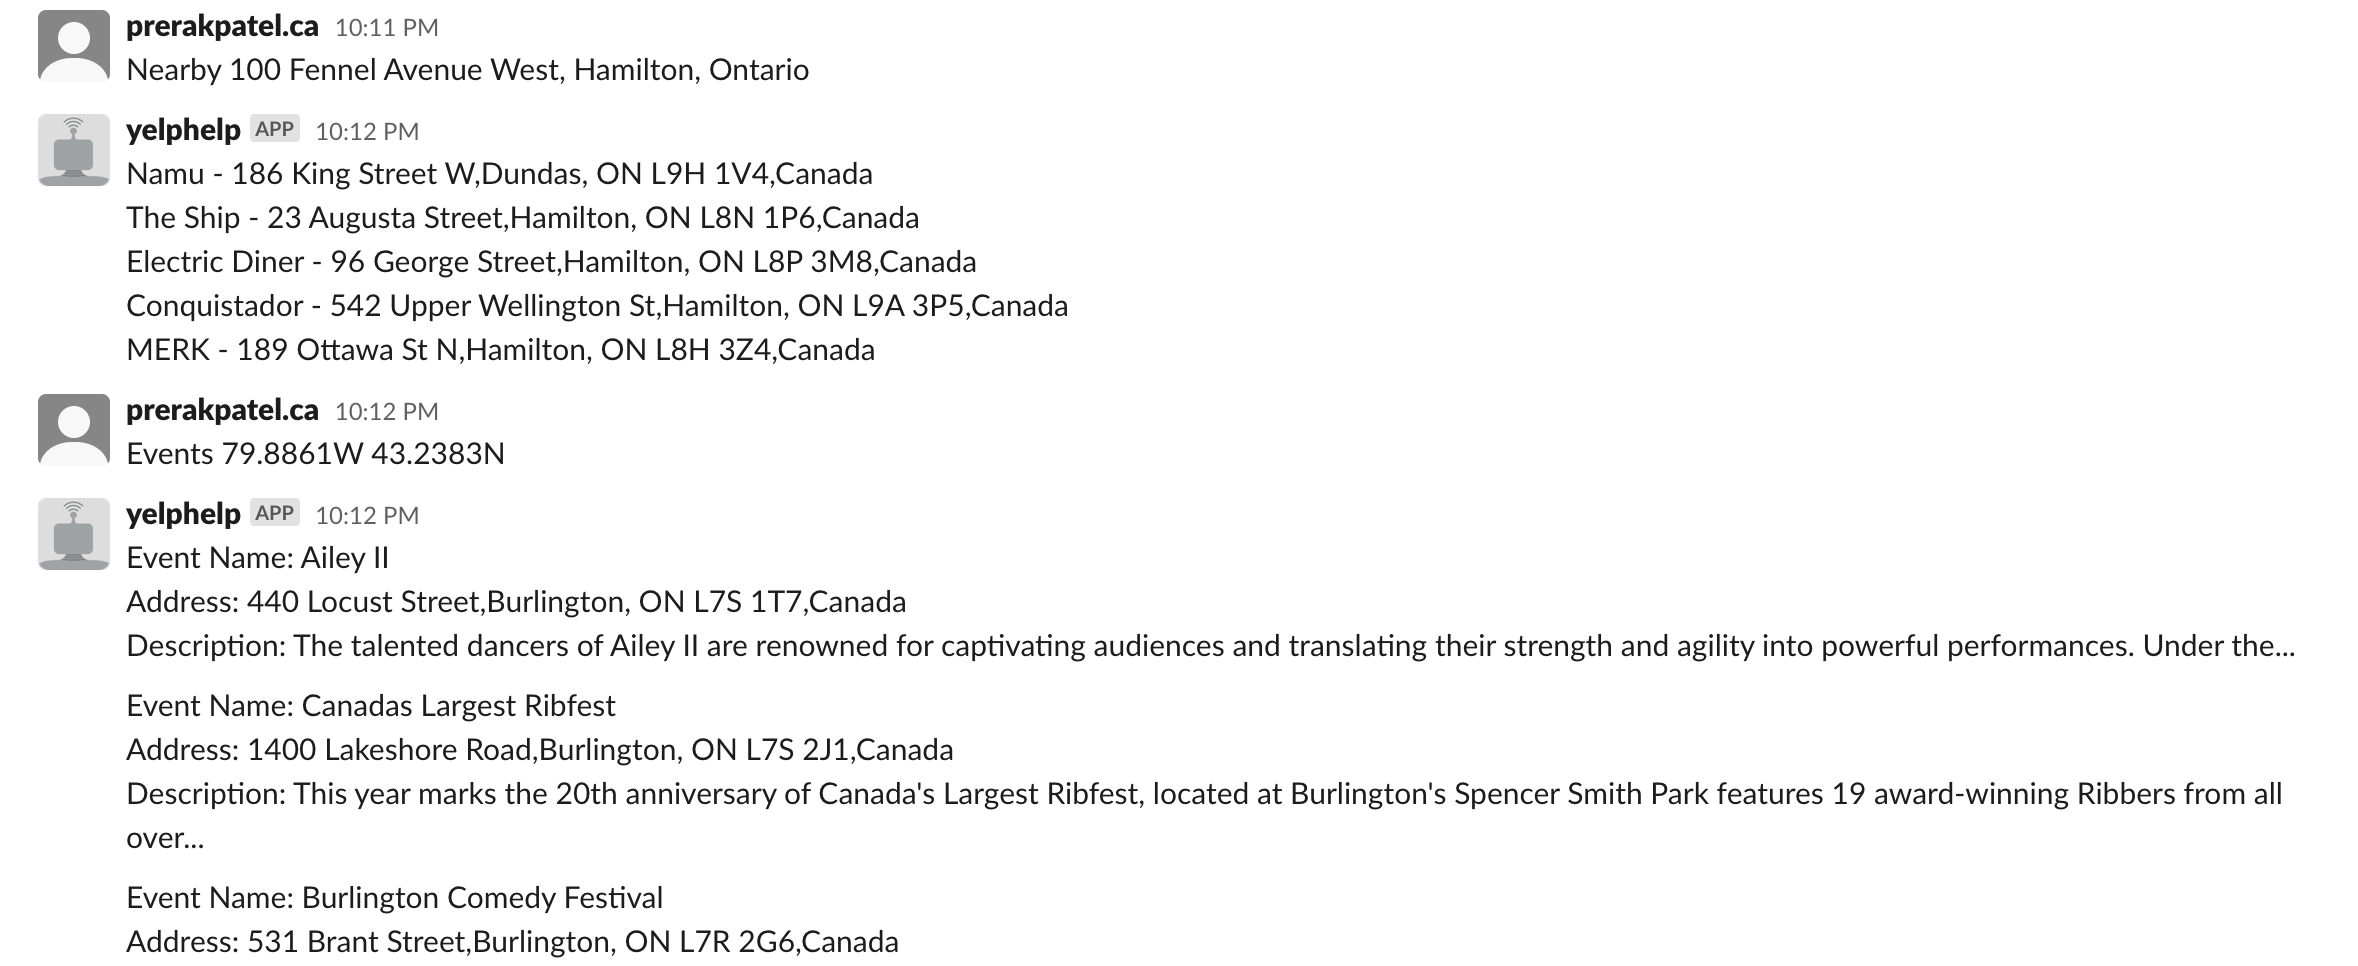 prerakpatel.ca 10:11 PM
Nearby 100 Fennel Avenue West, Hamilton, Ontario
yelphelp APP 10:12 PM
Namu - 186 King Street W,Dundas, ON L9H 1V4,Canada
The Ship - 23 Augusta Street,Hamilton, ON L8N 1P6,Canada
Electric Diner - 96 George Street,Hamilton, ON L8P 3M8,Canada
Conquistador - 542 Upper Wellington St,Hamilton, ON L9A 3P5,Canada
MERK - 189 Ottawa St N,Hamilton, ON L8H 3Z4,Canada
prerakpatel.ca 10:12 PM
Events 79.8861W 43.2383N
yelphelp APP 10:12 PM
Event Name: Ailey II
Address: 440 Locust Street,Burlington, ON L7S 1T7,Canada
Description: The talented dancers of Ailey II are renowned for captivating audiences and translating their strength and agility into powerful performances. Under the...
Event Name: Canadas Largest Ribfest
Address: 1400 Lakeshore Road,Burlington, ON L7S 2J1,Canada
Description: This year marks the 20th anniversary of Canada's Largest Ribfest, located at Burlington's Spencer Smith Park features 19 award-winning Ribbers from all
over...
Event Name: Burlington Comedy Festival
Address: 531 Brant Street,Burlington, ON L7R 2G6,Canada